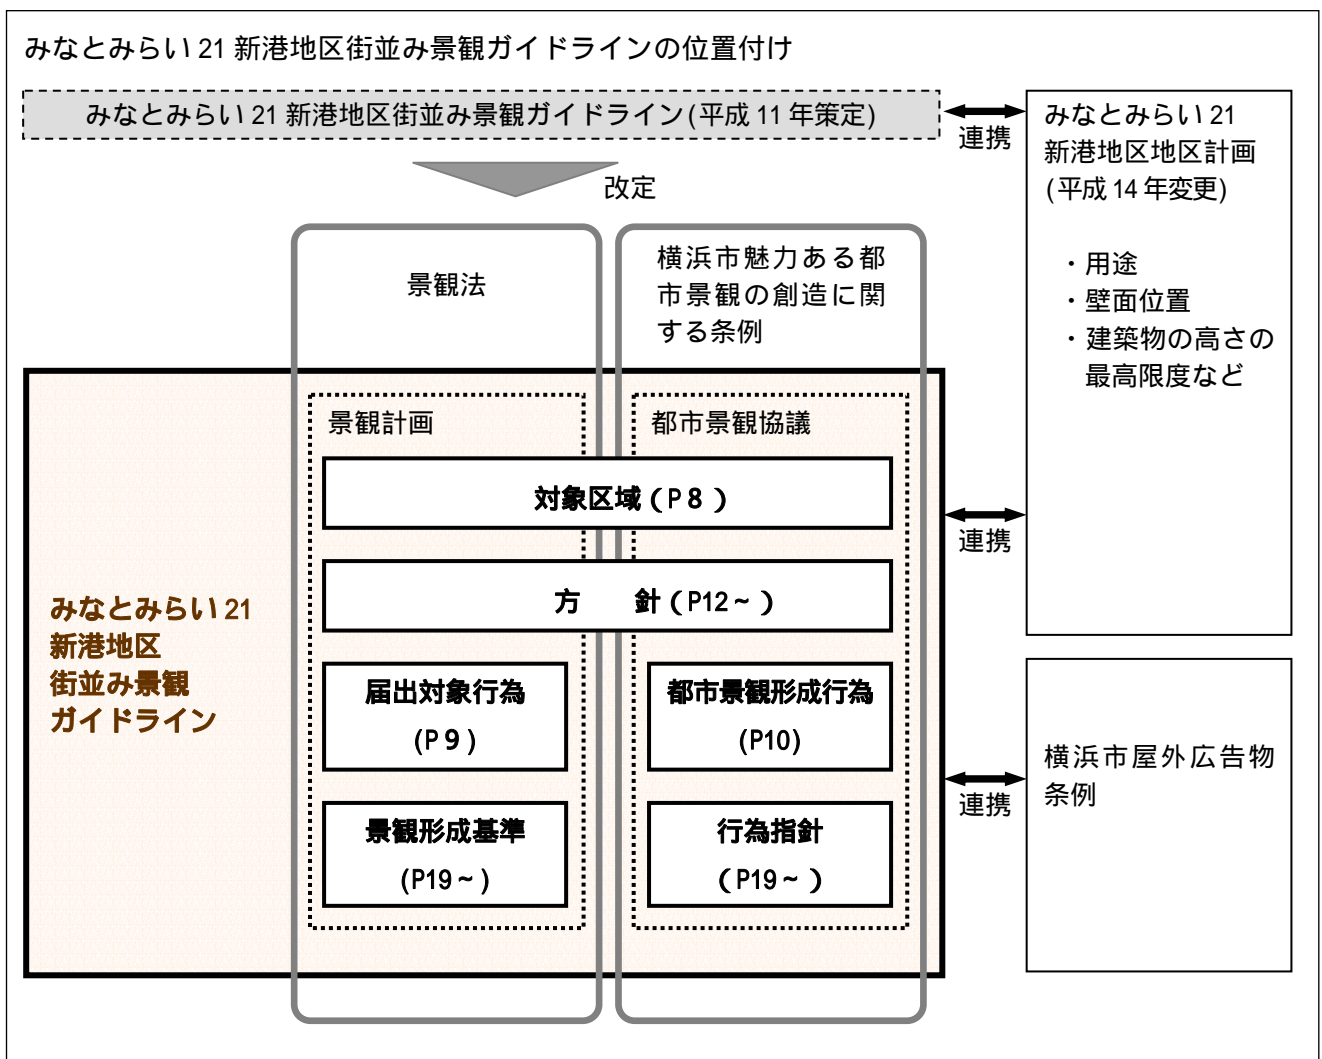 みなとみらい21新港地区街並み景観ガイドラインの位置付け
みなとみらい21新港地区街並み景観ガイドライン(平成11年策定)
連携
改定
みなとみらい21
新港地区地区計画
(平成14年変更)
・用途
・壁面位置
・建築物の高さの
最高限度など
景観法
横浜市魅力ある都
市景観の創造に関
する条例
景観計画
都市景観協議
対象区域(P8)
連携
方　針(P12~)
みなとみらい21
新港地区
街並み景観
ガイドライン
届出対象行為
(P9)
都市景観形成行為
(P10)
景観形成基準
(P19~)
行為指針
(P19~)
連携
横浜市屋外広告物
条例